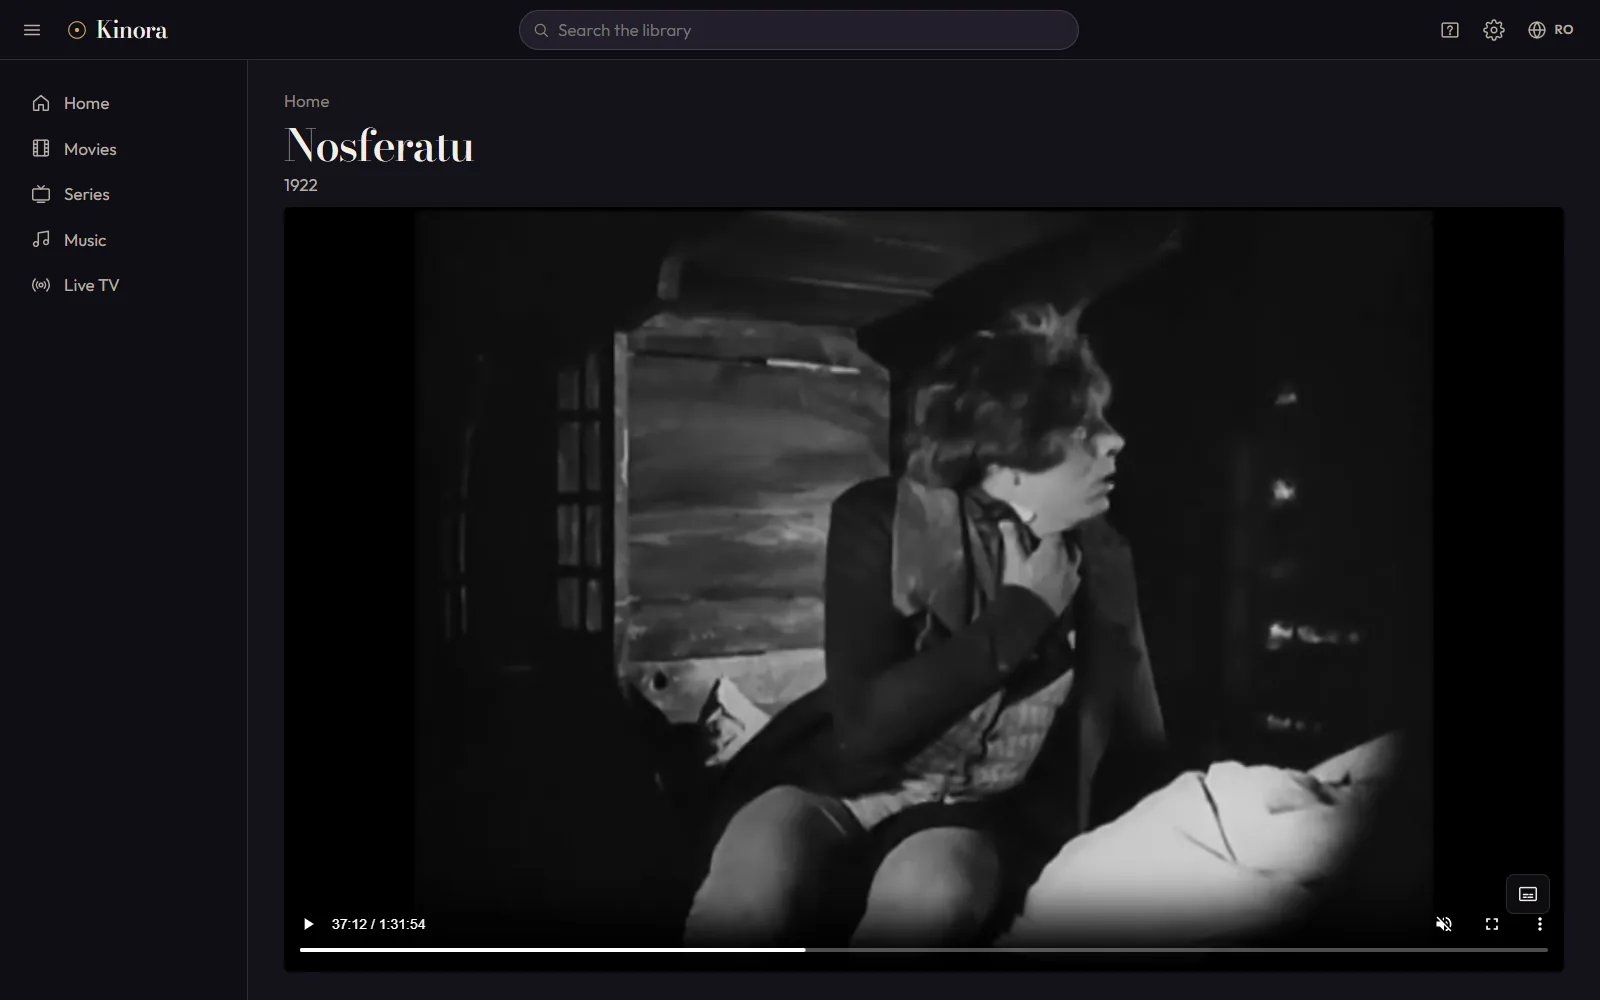 Kinora
Search the library
RO
Home
Movies
Series
Music
Live TV
Home
Nosferatu
1922
37:12 / 1:31:54